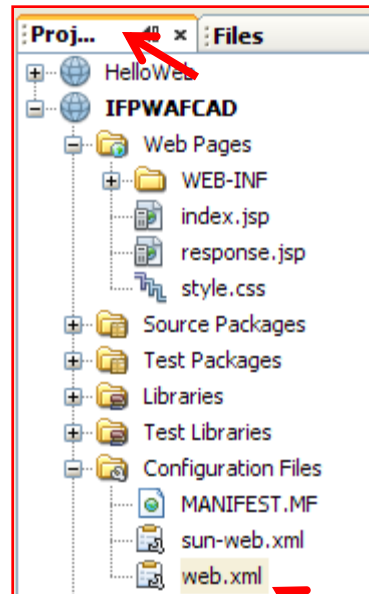 Proj... Files
HelloWeb
IFPWAFCAD
Web Pages
WEB-INF
index.jsp
response.jsp
style.css
Source Packages
Test Packages
Libraries
Test Libraries
Configuration Files
MANIFEST.MF
sun-web.xml
web.xml